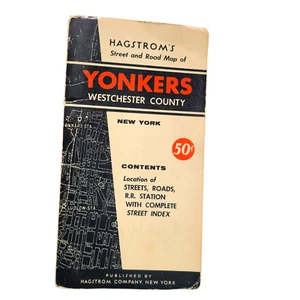 HAGSTROM'S
Street and Road Map of
YONKERS
WESTCHESTER COUNTY
NEW YORK
50¢
CONTENTS
Location of
STREETS, ROADS,
R.R. STATION
WITH COMPLETE
STREET INDEX
PUBLISHED BY
HAGSTROM COMPANY, NEW YORK